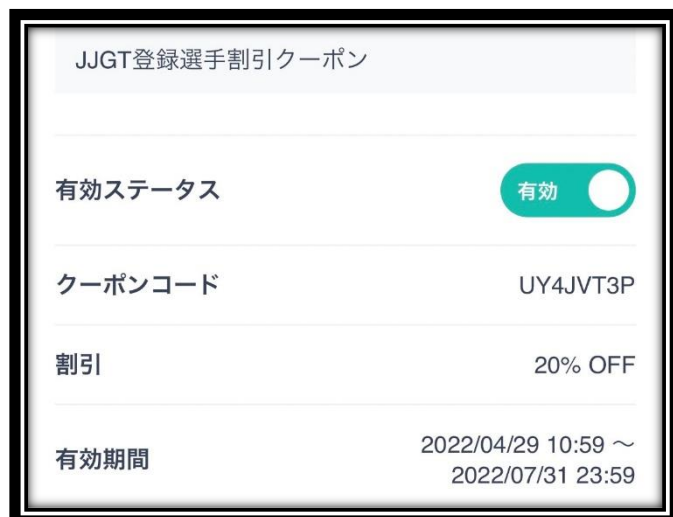 JJGT登録選手割引クーポン
有効ステータス 有効
クーポンコード UY4JVT3P
割引 20% OFF
有効期間 2022/04/29 10:59 〜
2022/07/31 23:59